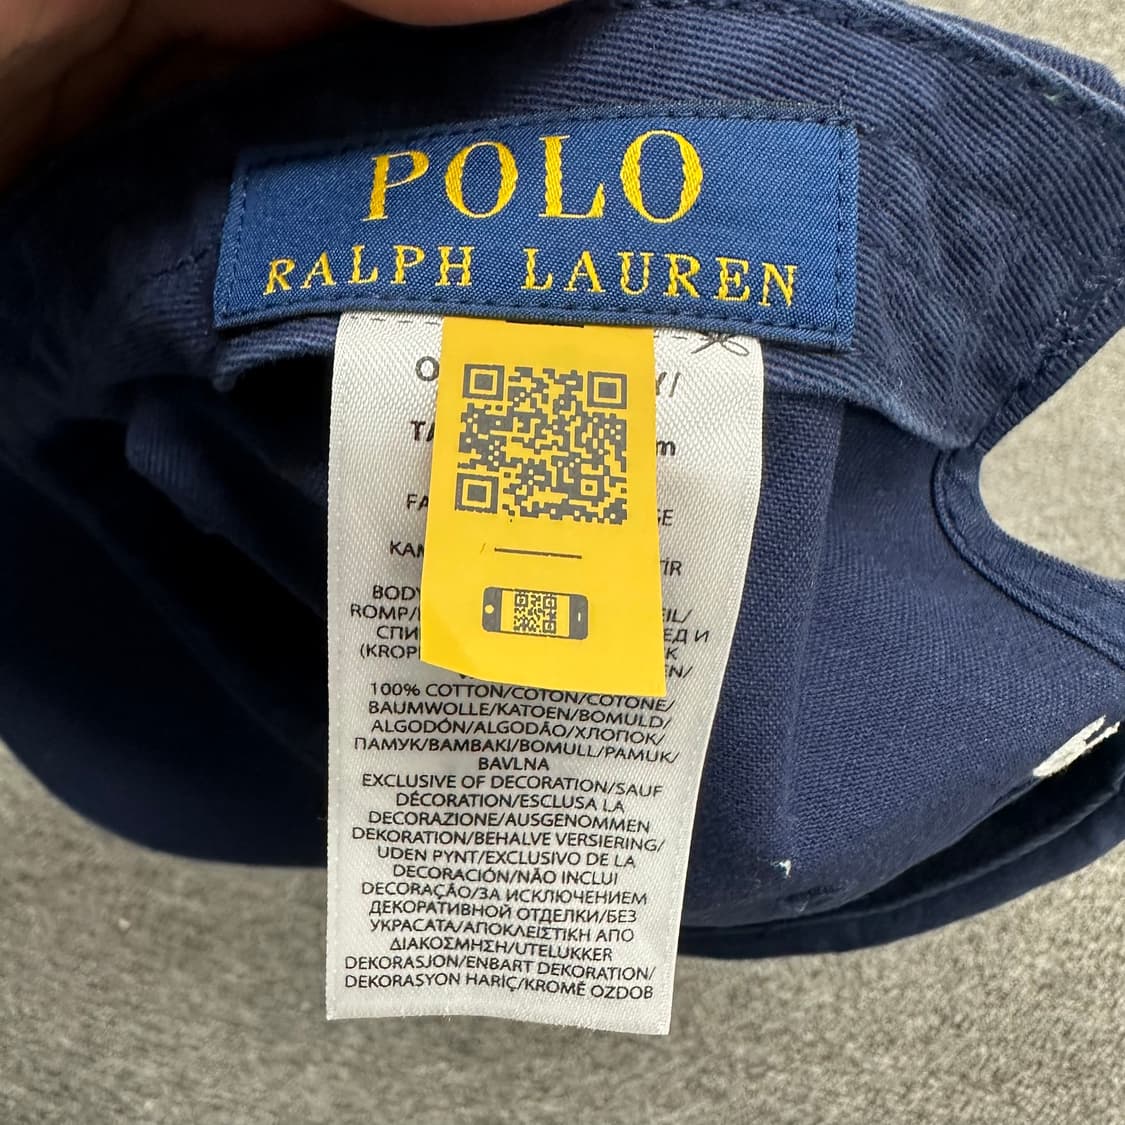 POLO
RALPH LAUREN
100% COTTON/COTON/COTONE/
BAUMWOLLE/KATOEN/BOMULD/
ALGODÓN/ALGODÃO/ХЛОПОК/
ПАМУК/ΒΑΜΒΑΚΙ/BOMULL/PAMUK/
BAVLNA
EXCLUSIVE OF DECORATION/SAUF
DÉCORATION/ESCLUSA LA
DECORAZIONE/AUSGENOMMEN
DEKORATION/BEHALVE VERSIERING/
UDEN PYNT/EXCLUSIVO DE LA
DECORACIÓN/NÃO INCLUI
DECORAÇÃO/ЗА ИСКЛЮЧЕНИЕМ
ДЕКОРАТИВНОЙ ОТДЕЛКИ/БЕЗ
УКРАСАТА/ΑΠΟΚΛΕΙΣΤΙΚΗ ΑΠΟ
ΔΙΑΚΟΣΜΗΣΗ/UTELUKKER
DEKORASJON/ENBART DEKORATION/
DEKORASYON HARİÇ/KROMĚ OZDOB